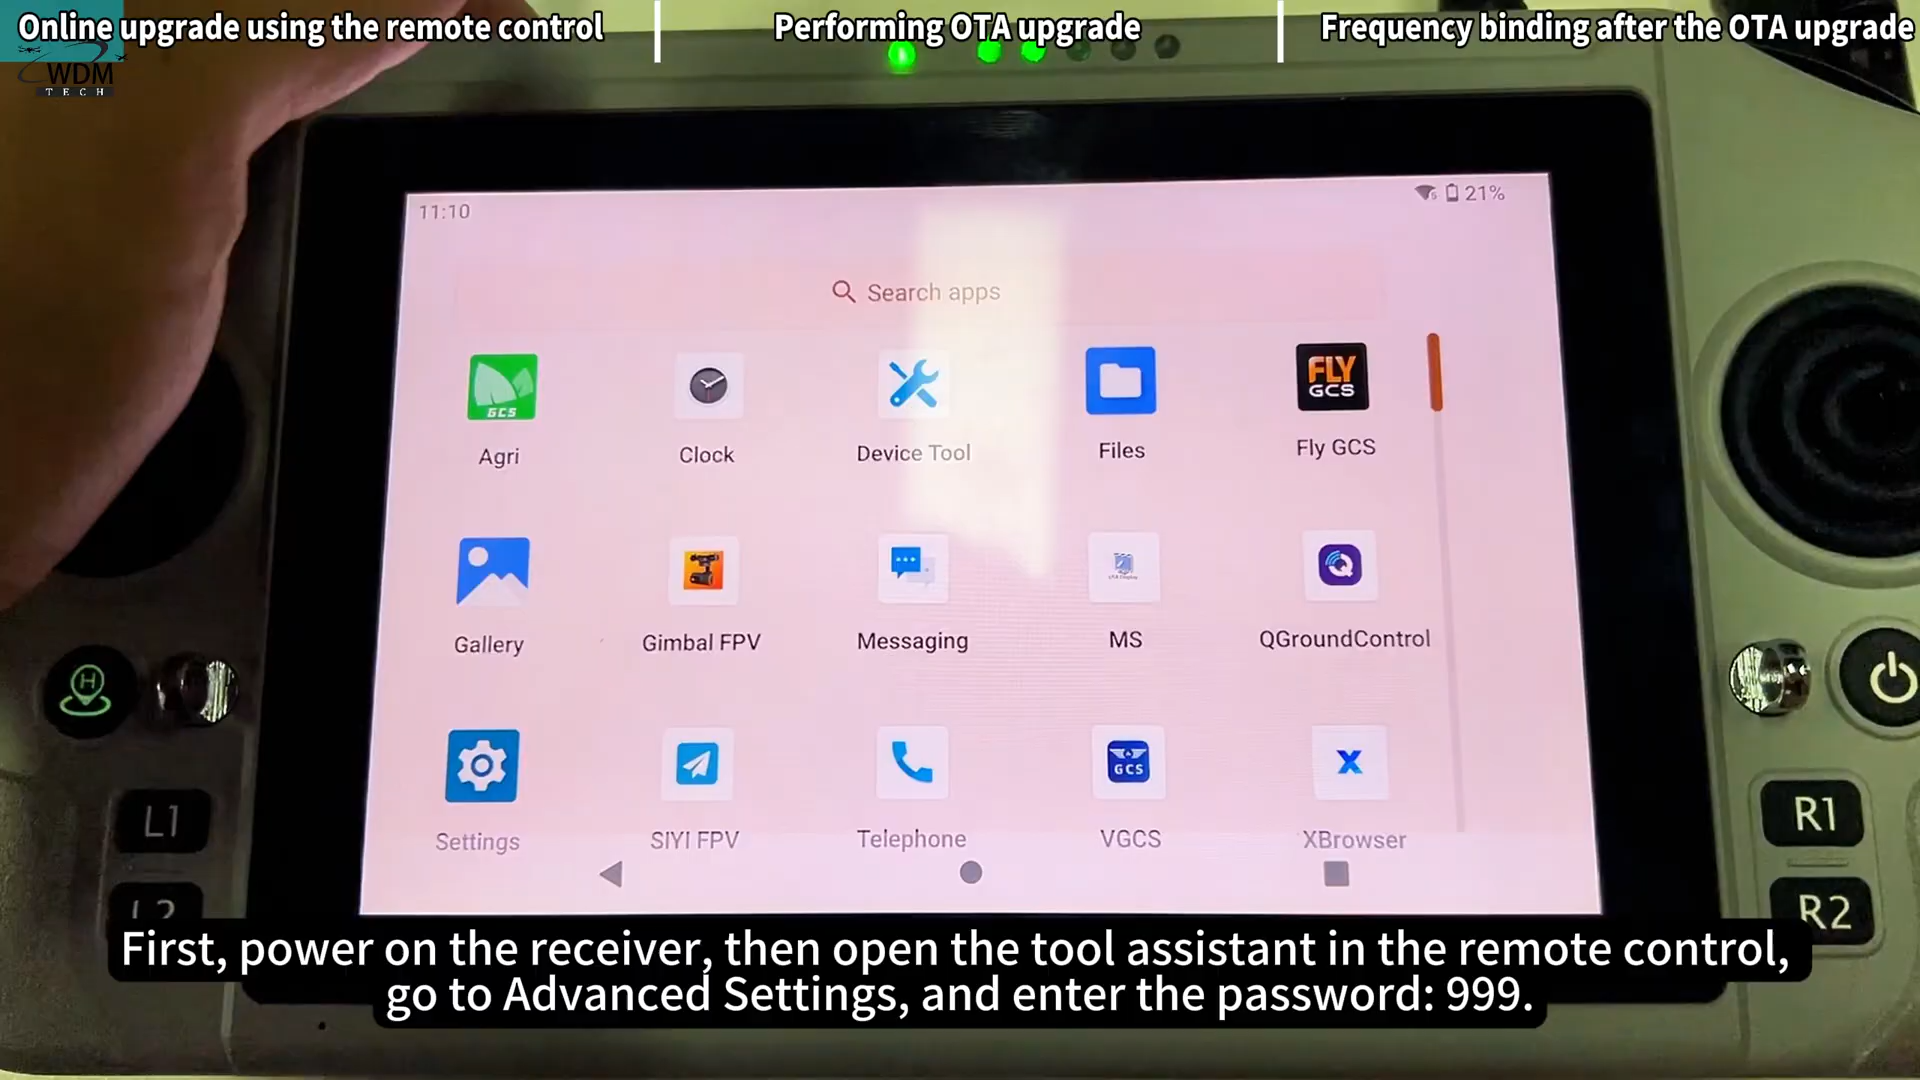 Online upgrade using the remote control
Performing OTA upgrade
Frequency binding after the OTA upgrade
WDM
TECH
11:10
21%
Search apps
GCS
FLY
GCS
Agri
Clock
Device Tool
Files
Fly GCS
Gallery
Gimbal FPV
Messaging
MS
QGroundControl
H
GCS
X
Settings
SIYI FPV
Telephone
VGCS
XBrowser
L1
R1
L2
R2
First, power on the receiver, then open the tool assistant in the remote control,
go to Advanced Settings, and enter the password: 999.